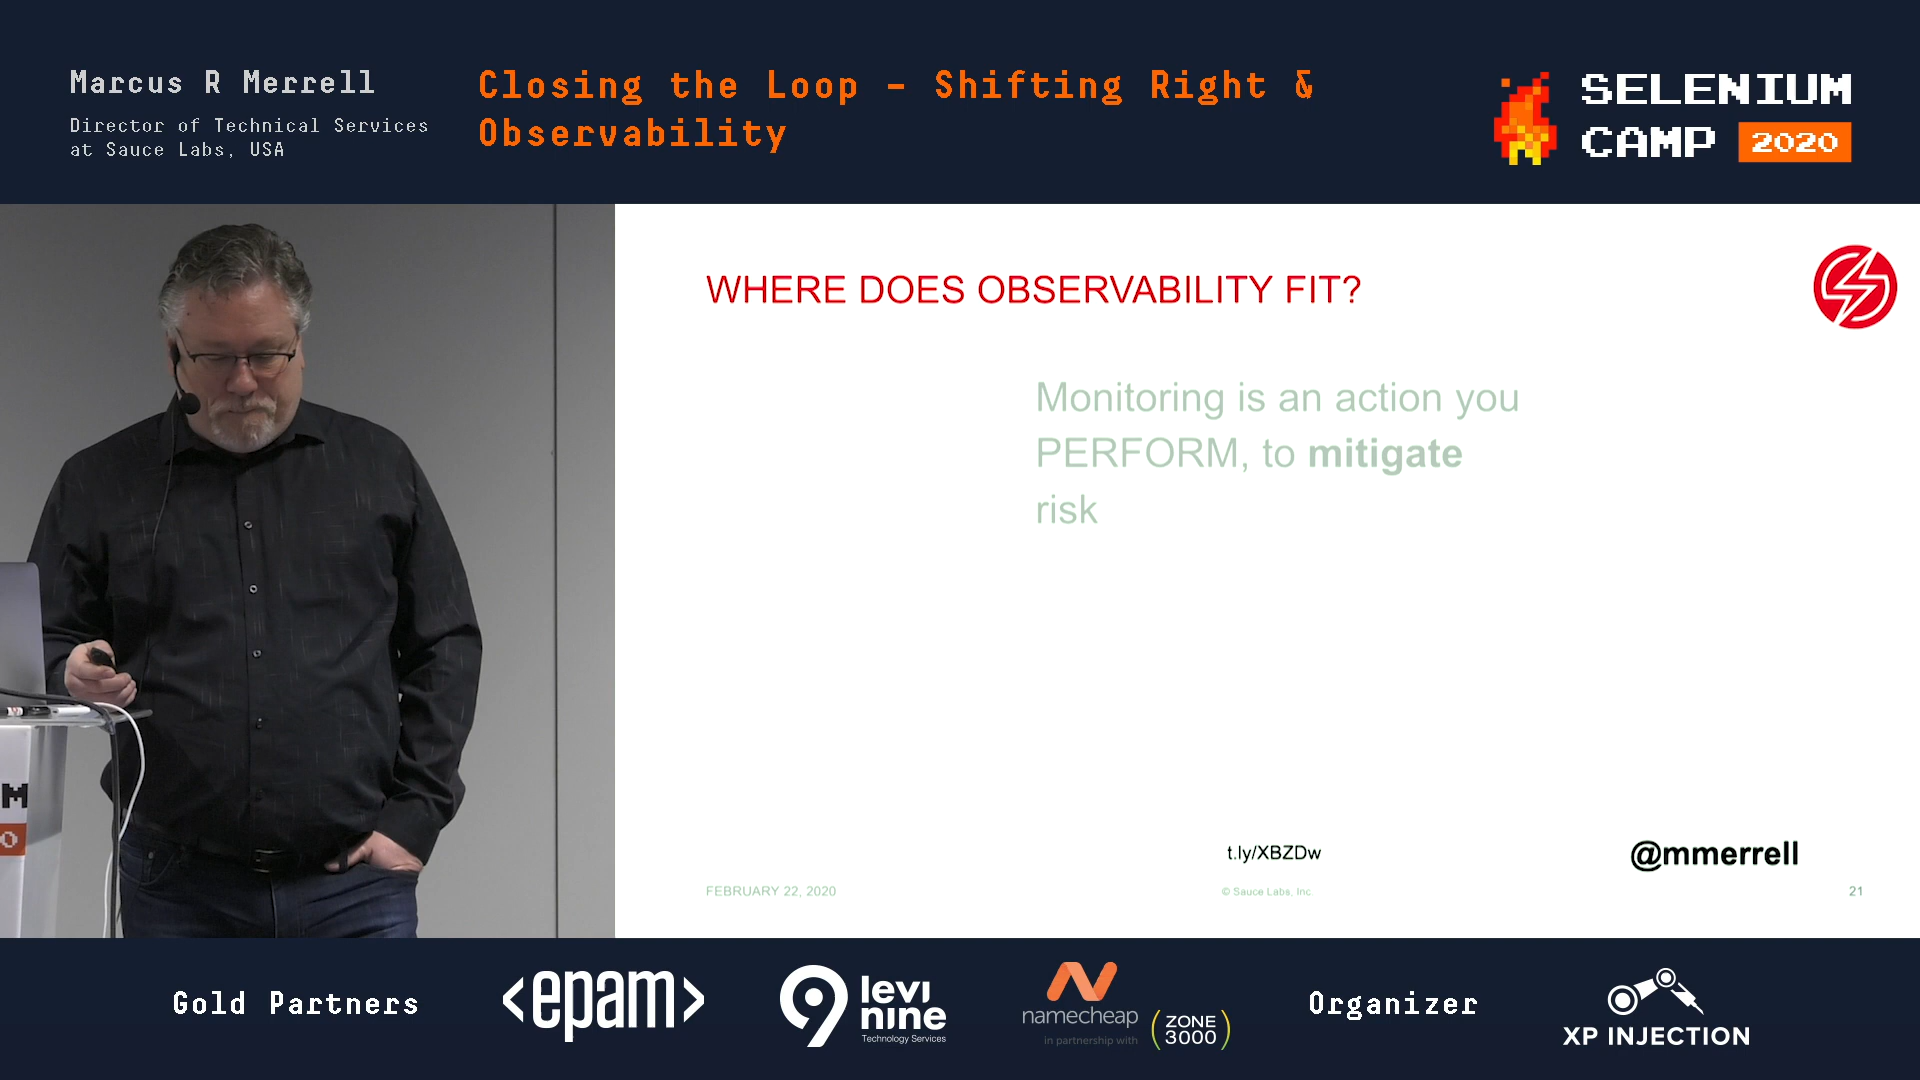 Marcus R Merrell
Director of Technical Services
at Sauce Labs, USA
Closing the Loop – Shifting Right &
Observability
SELENIUM
CAMP 2020
WHERE DOES OBSERVABILITY FIT?
Monitoring is an action you
PERFORM, to mitigate
risk
t.ly/XBZDw
@mmerrell
FEBRUARY 22, 2020
© Sauce Labs, Inc.
21
M
O
Gold Partners
<epam>
9 levi
nine
Technology Services
namecheap
in partnership with
(ZONE
3000)
Organizer
XP INJECTION